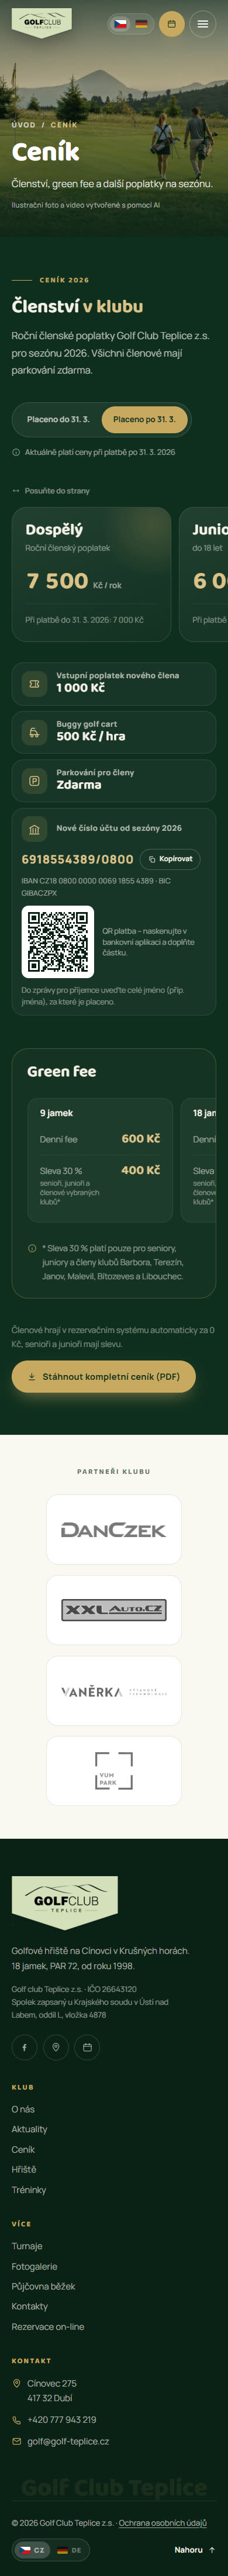 GOLFCLUB
TEPLICE
ÚVOD / CENÍK
Ceník
Členství, green fee a další poplatky na sezónu.
Ilustrační foto a video vytvořené s pomocí AI
CENÍK 2026
Členství v klubu
Roční členské poplatky Golf Club Teplice z.s.
pro sezónu 2026. Všichni členové mají
parkování zdarma.
Placeno do 31. 3.
Placeno po 31. 3.
Aktuálně platí ceny při platbě po 31. 3. 2026
Posuňte do strany
Dospělý
Roční členský poplatek
7 500 Kč / rok
Při platbě do 31. 3. 2026: 7 000 Kč
Junio
do 18 let
6 00
Při platbě
Vstupní poplatek nového člena
1 000 Kč
Buggy golf cart
500 Kč / hra
Parkování pro členy
Zdarma
Nové číslo účtu od sezóny 2026
6918554389/0800
Kopírovat
IBAN CZ18 0800 0000 0069 1855 4389 · BIC
GIBACZPX
QR platba – naskenujte v
bankovní aplikaci a doplňte
částku.
Do zprávy pro příjemce uveďte celé jméno (příp.
jména), za které je placeno.
Green fee
9 jamek
Denní fee
600 Kč
Sleva 30 %
400 Kč
senioři, junioři a
členové vybraných
klubů*
18 jam
Denní
Sleva
senioři,
členové
klubů*
* Sleva 30 % platí pouze pro seniory,
juniory a členy klubů Barbora, Terezín,
Janov, Malevil, Bítozeves a Libouchec.
Členové hrají v rezervačním systému automaticky za 0
Kč, senioři a junioři mají slevu.
Stáhnout kompletní ceník (PDF)
PARTNEŘI KLUBU
DANCZEK
XXLAUTO.CZ
VANĚRKA
VÝTAHOVÉ
TECHNOLOGIE
VUM
PARK
GOLFCLUB
TEPLICE
Golfové hřiště na Cínovci v Krušných horách.
18 jamek, PAR 72, od roku 1998.
Golf club Teplice z.s. · IČO 26643120
Spolek zapsaný u Krajského soudu v Ústí nad
Labem, oddíl L, vložka 4878
KLUB
O nás
Aktuality
Ceník
Hřiště
Tréninky
VÍCE
Turnaje
Fotogalerie
Půjčovna běžek
Kontakty
Rezervace on-line
KONTAKT
Cínovec 275
417 32 Dubí
+420 777 943 219
golf@golf-teplice.cz
Golf Club Teplice
© 2026 Golf Club Teplice z.s. · Ochrana osobních údajů
CZ
DE
Nahoru